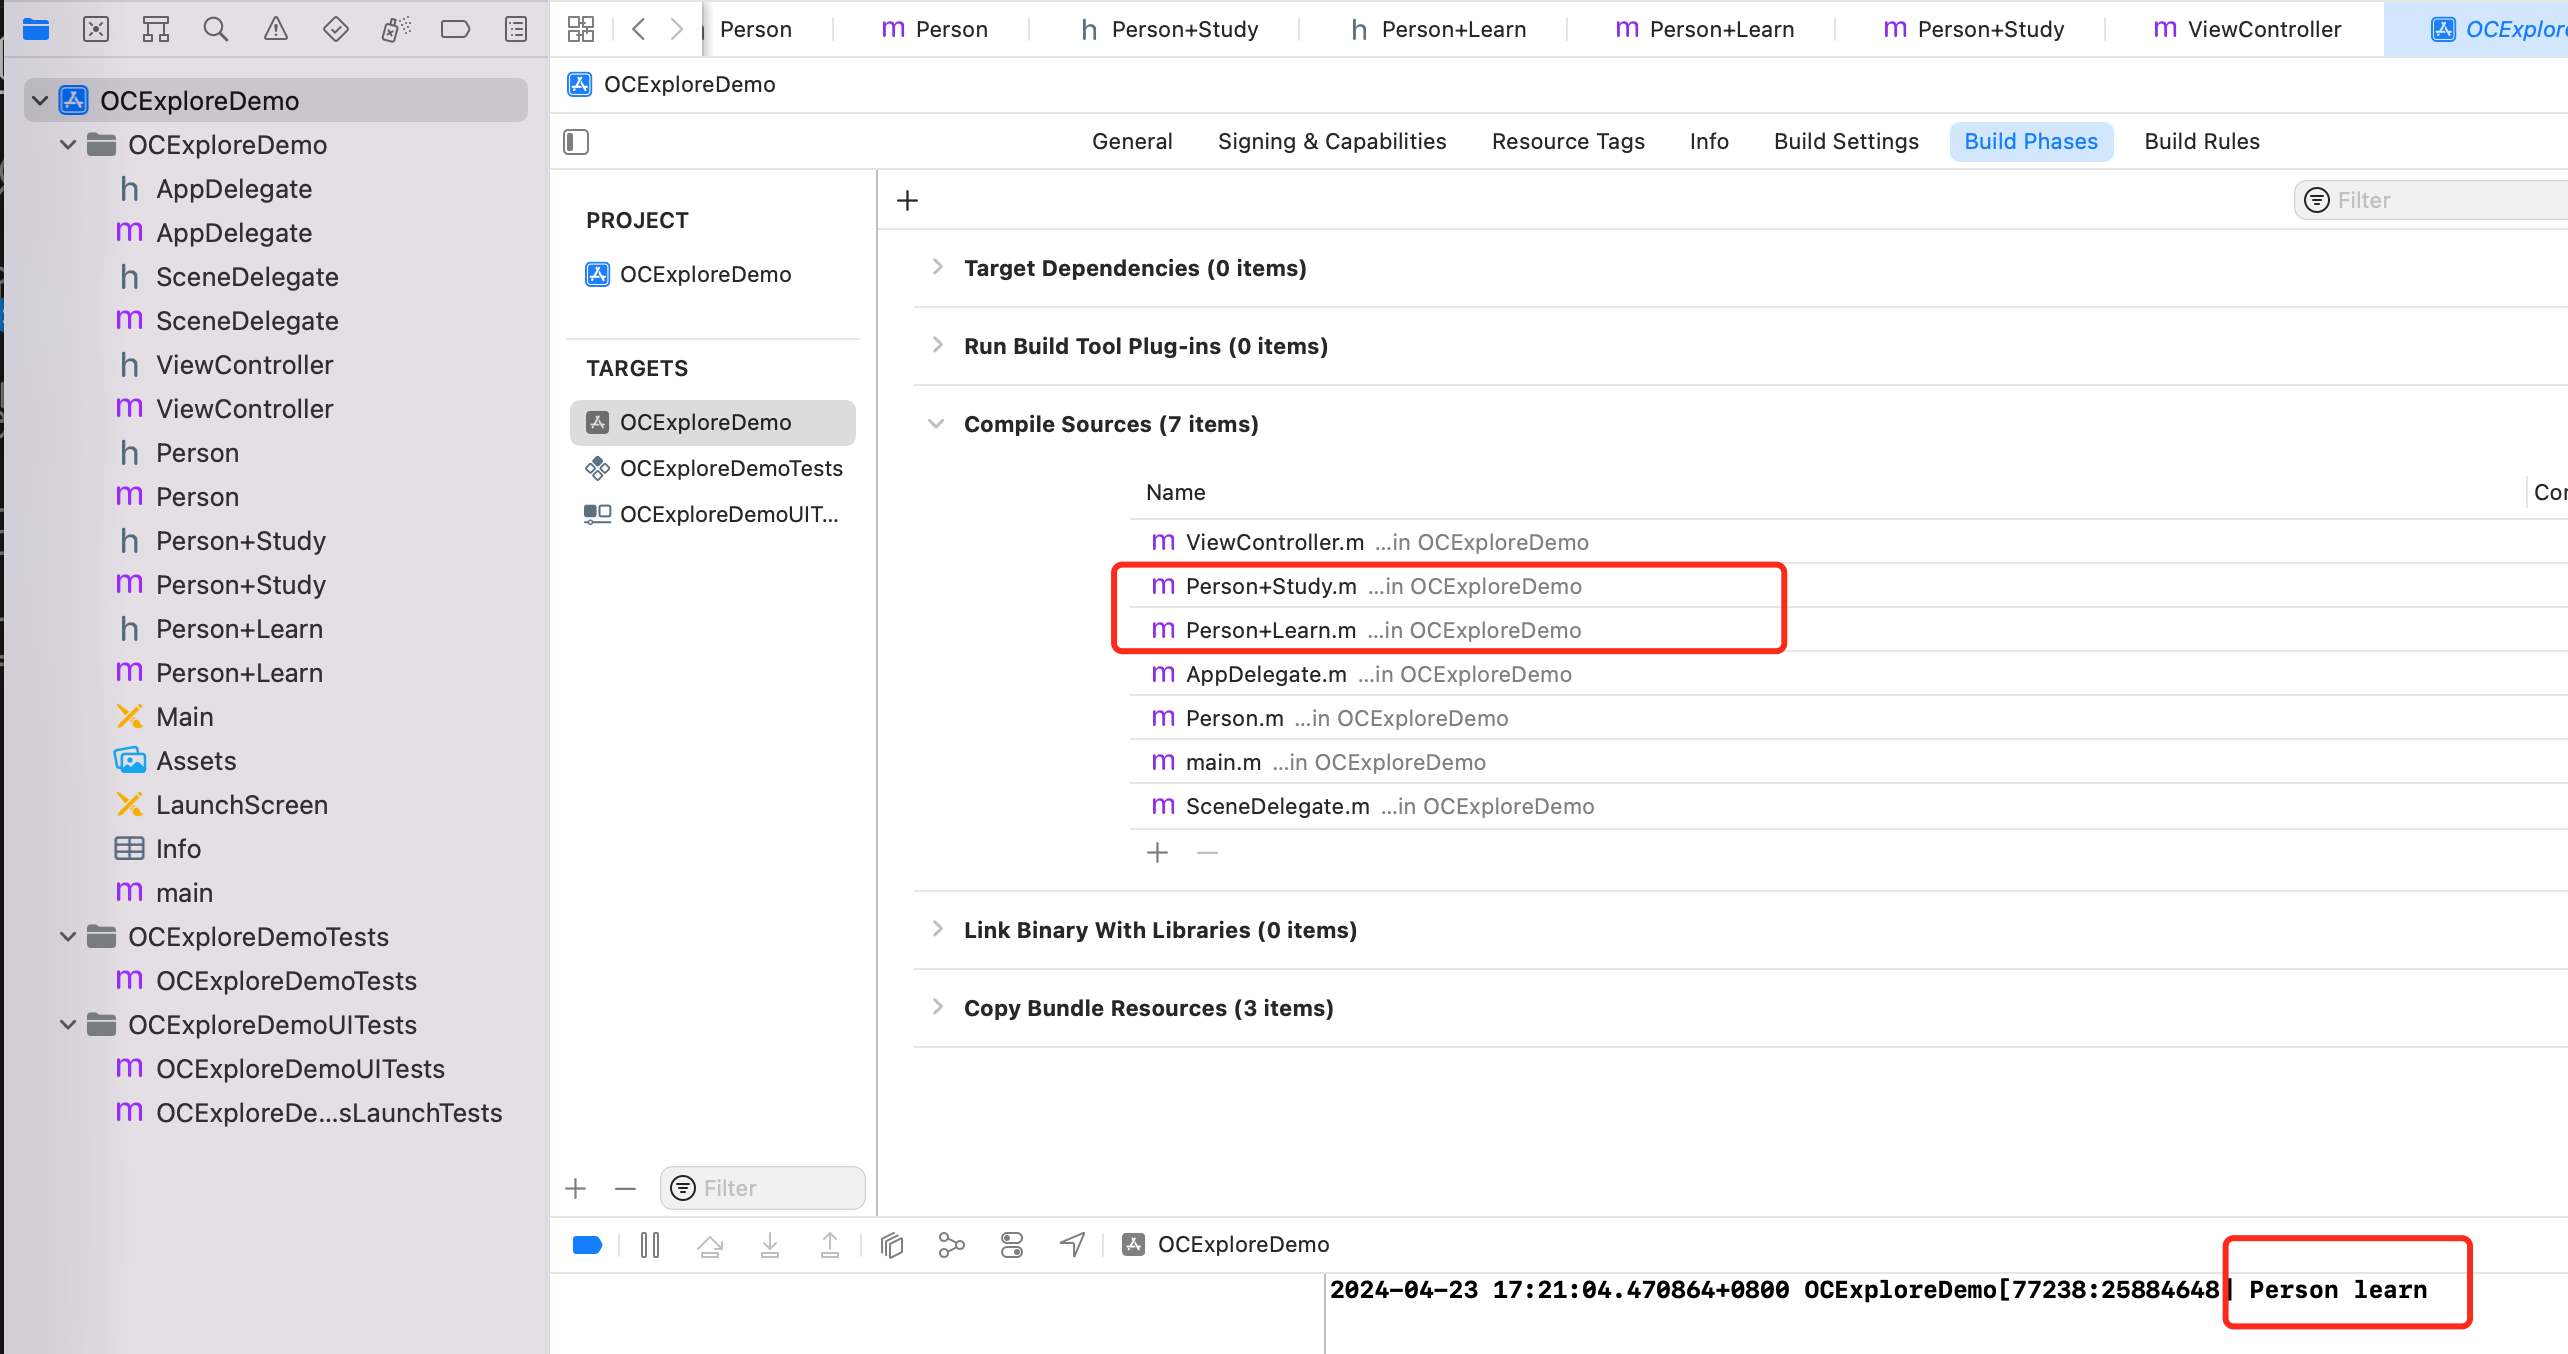 Person
m Person
h Person+Study
h Person+Learn
m Person+Learn
m Person+Study
m ViewController
OCExplore
OCExploreDemo
OCExploreDemo
h AppDelegate
m AppDelegate
h SceneDelegate
m SceneDelegate
h ViewController
m ViewController
h Person
m Person
h Person+Study
m Person+Study
h Person+Learn
m Person+Learn
Main
Assets
LaunchScreen
Info
m main
OCExploreDemoTests
m OCExploreDemoTests
OCExploreDemoUITests
m OCExploreDemoUITests
m OCExploreDe...sLaunchTests
OCExploreDemo
General Signing & Capabilities Resource Tags Info Build Settings Build Phases Build Rules
PROJECT
OCExploreDemo
TARGETS
OCExploreDemo
OCExploreDemoTests
OCExploreDemoUIT...
Filter
Filter
Target Dependencies (0 items)
Run Build Tool Plug-ins (0 items)
Compile Sources (7 items)
Name
m ViewController.m ...in OCExploreDemo
m Person+Study.m ...in OCExploreDemo
m Person+Learn.m ...in OCExploreDemo
m AppDelegate.m ...in OCExploreDemo
m Person.m ...in OCExploreDemo
m main.m ...in OCExploreDemo
m SceneDelegate.m ...in OCExploreDemo
Link Binary With Libraries (0 items)
Copy Bundle Resources (3 items)
OCExploreDemo
2024-04-23 17:21:04.470864+0800 OCExploreDemo[77238:25884648] Person learn